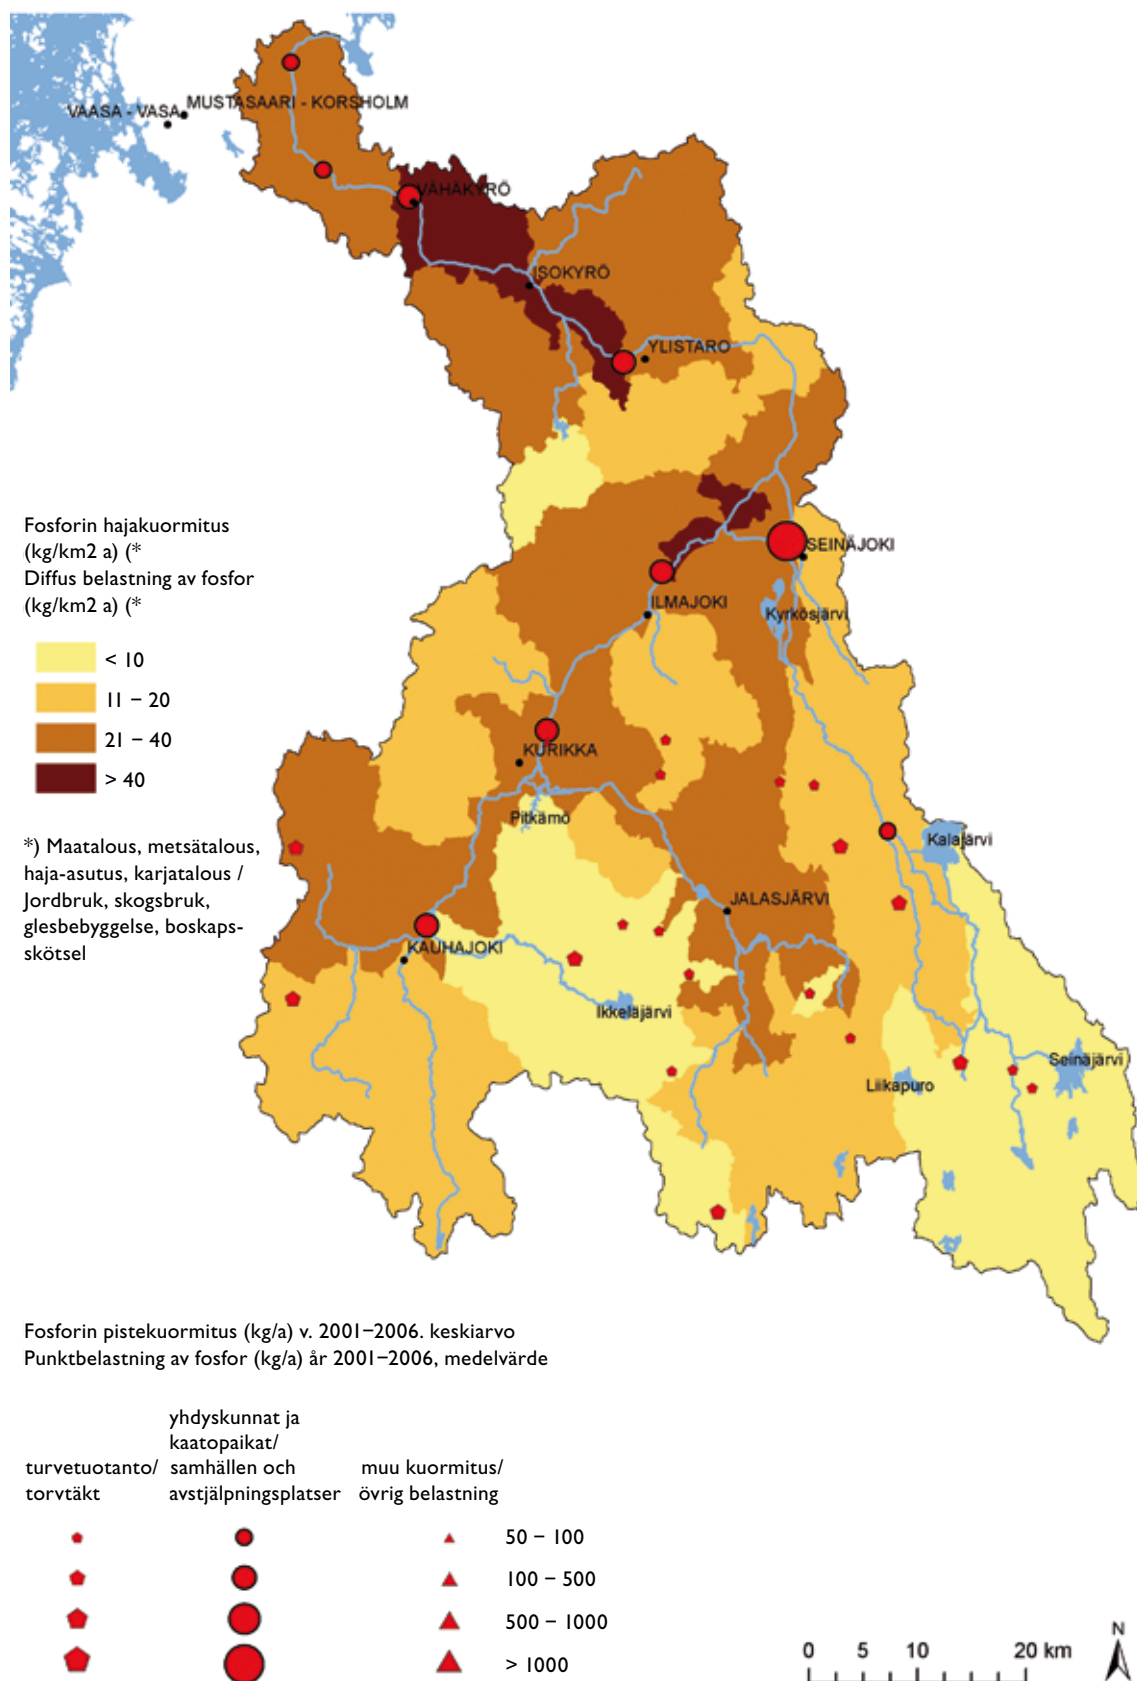 MUSTASAARI - KORSHOLM
VAASA - VASA
VÄHÄKYRÖ
ISOKYRÖ
YLISTARO
SEINÄJOKI
ILMAJOKI
Kyrkösjärvi
KURIKKA
Pitkämö
Kalajärvi
JALASJÄRVI
KAUHAJOKI
Ikkeläjärvi
Liikapuro
Seinäjärvi
Fosforin hajakuormitus
(kg/km2 a) (*
Diffus belastning av fosfor
(kg/km2 a) (*
< 10
11 – 20
21 – 40
> 40
*) Maatalous, metsätalous,
haja-asutus, karjatalous /
Jordbruk, skogsbruk,
glesbebyggelse, boskaps-
skötsel
Fosforin pistekuormitus (kg/a) v. 2001–2006. keskiarvo
Punktbelastning av fosfor (kg/a) år 2001–2006, medelvärde
turvetuotanto/
torvtäkt
yhdyskunnat ja
kaatopaikat/
samhällen och
avstjälpningsplatser
muu kuormitus/
övrig belastning
50 – 100
100 – 500
500 – 1000
> 1000
0 5 10 20 km
N